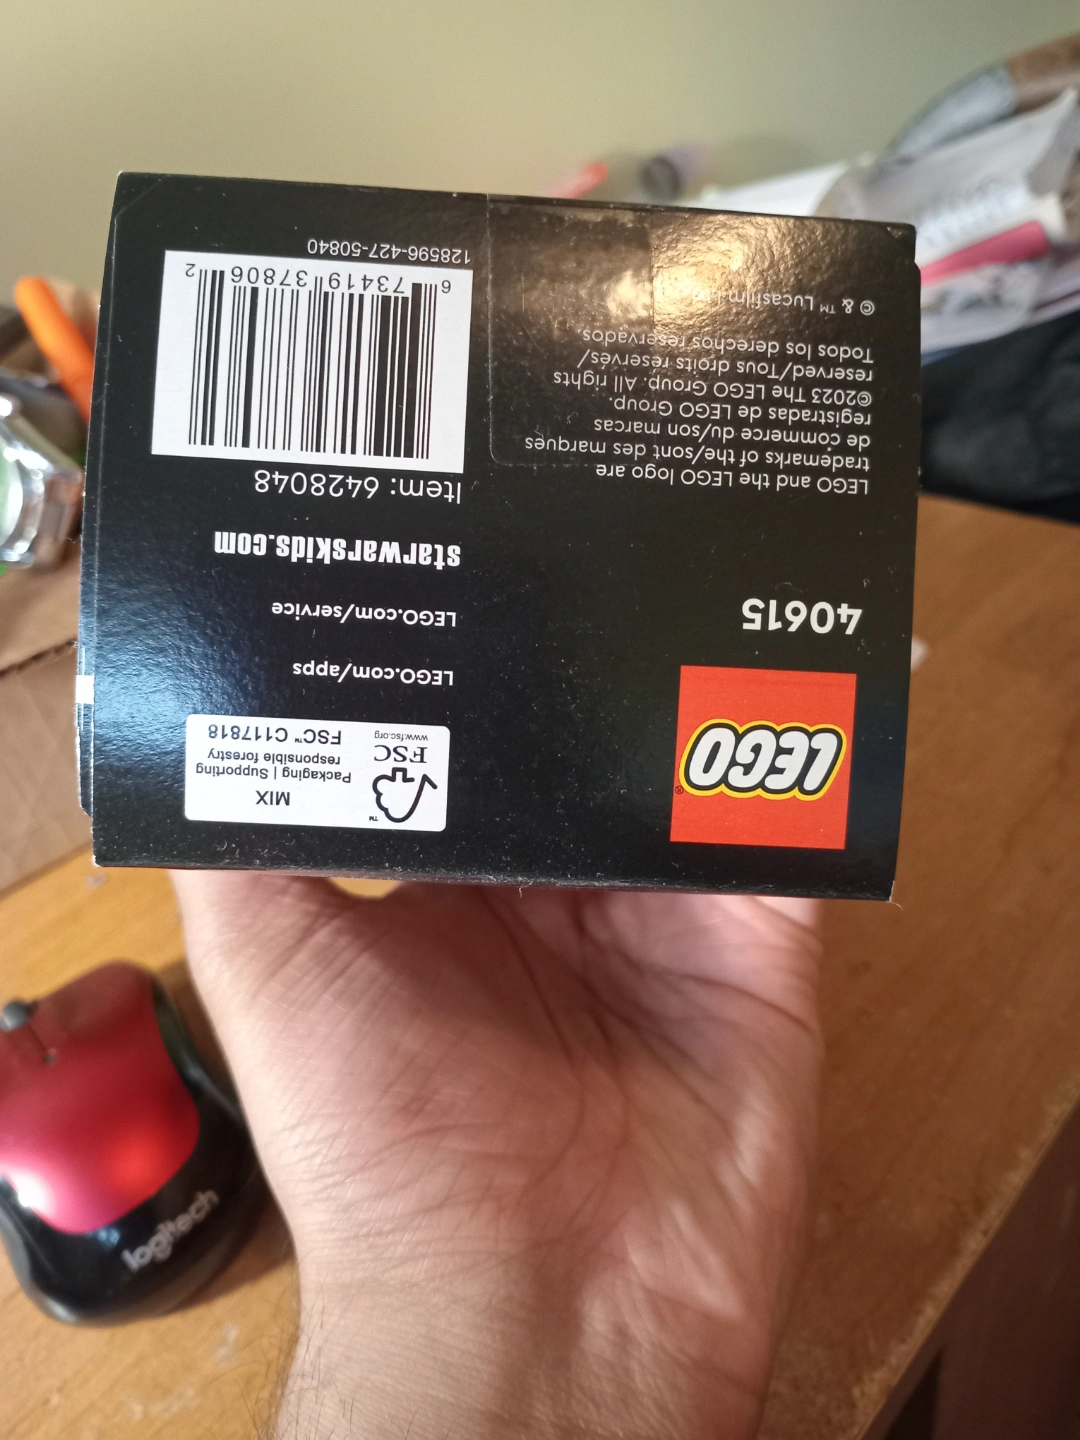 LEGO
®
40615
LEGO and the LEGO logo are
trademarks of the/sont des marques
de commerce du/son marcas
registradas de LEGO Group.
©2023 The LEGO Group. All rights
reserved/Tous droits réservés/
Todos los derechos reservados
© & ™ Lucasfilm
™
FSC
www.fsc.org
MIX
Packaging | Supporting
responsible forestry
FSC™ C117818
LEGO.com/apps
LEGO.com/service
starwarskids.com
Item: 6428048
6 73419 37806 2
128596-427-50840
logitech